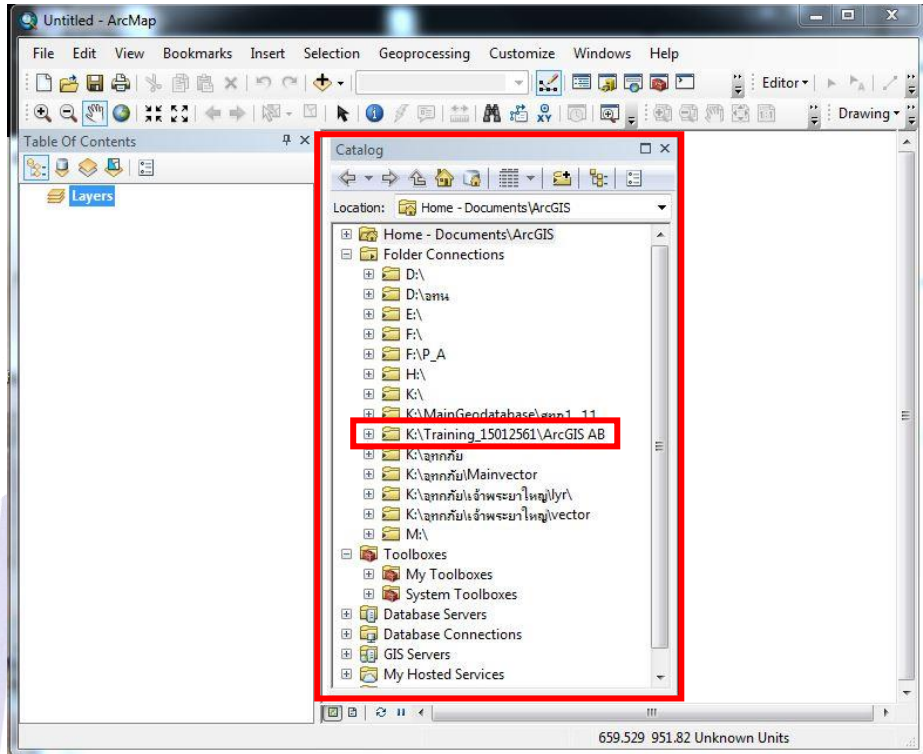 Untitled - ArcMap
File Edit View Bookmarks Insert Selection Geoprocessing Customize Windows Help
Editor
Drawing
Table Of Contents
Layers
Catalog
Location: Home - Documents\ArcGIS
Home - Documents\ArcGIS
Folder Connections
D:\
D:\อทน
E:\
F:\
F:\P_A
H:\
K:\
K:\MainGeodatabase\สทก1_11
K:\Training_15012561\ArcGIS AB
K:\อุทกภัย
K:\อุทกภัย\Mainvector
K:\อุทกภัย\เจ้าพระยาใหญ่\lyr\
K:\อุทกภัย\เจ้าพระยาใหญ่\vector
M:\
Toolboxes
My Toolboxes
System Toolboxes
Database Servers
Database Connections
GIS Servers
My Hosted Services
659.529 951.82 Unknown Units